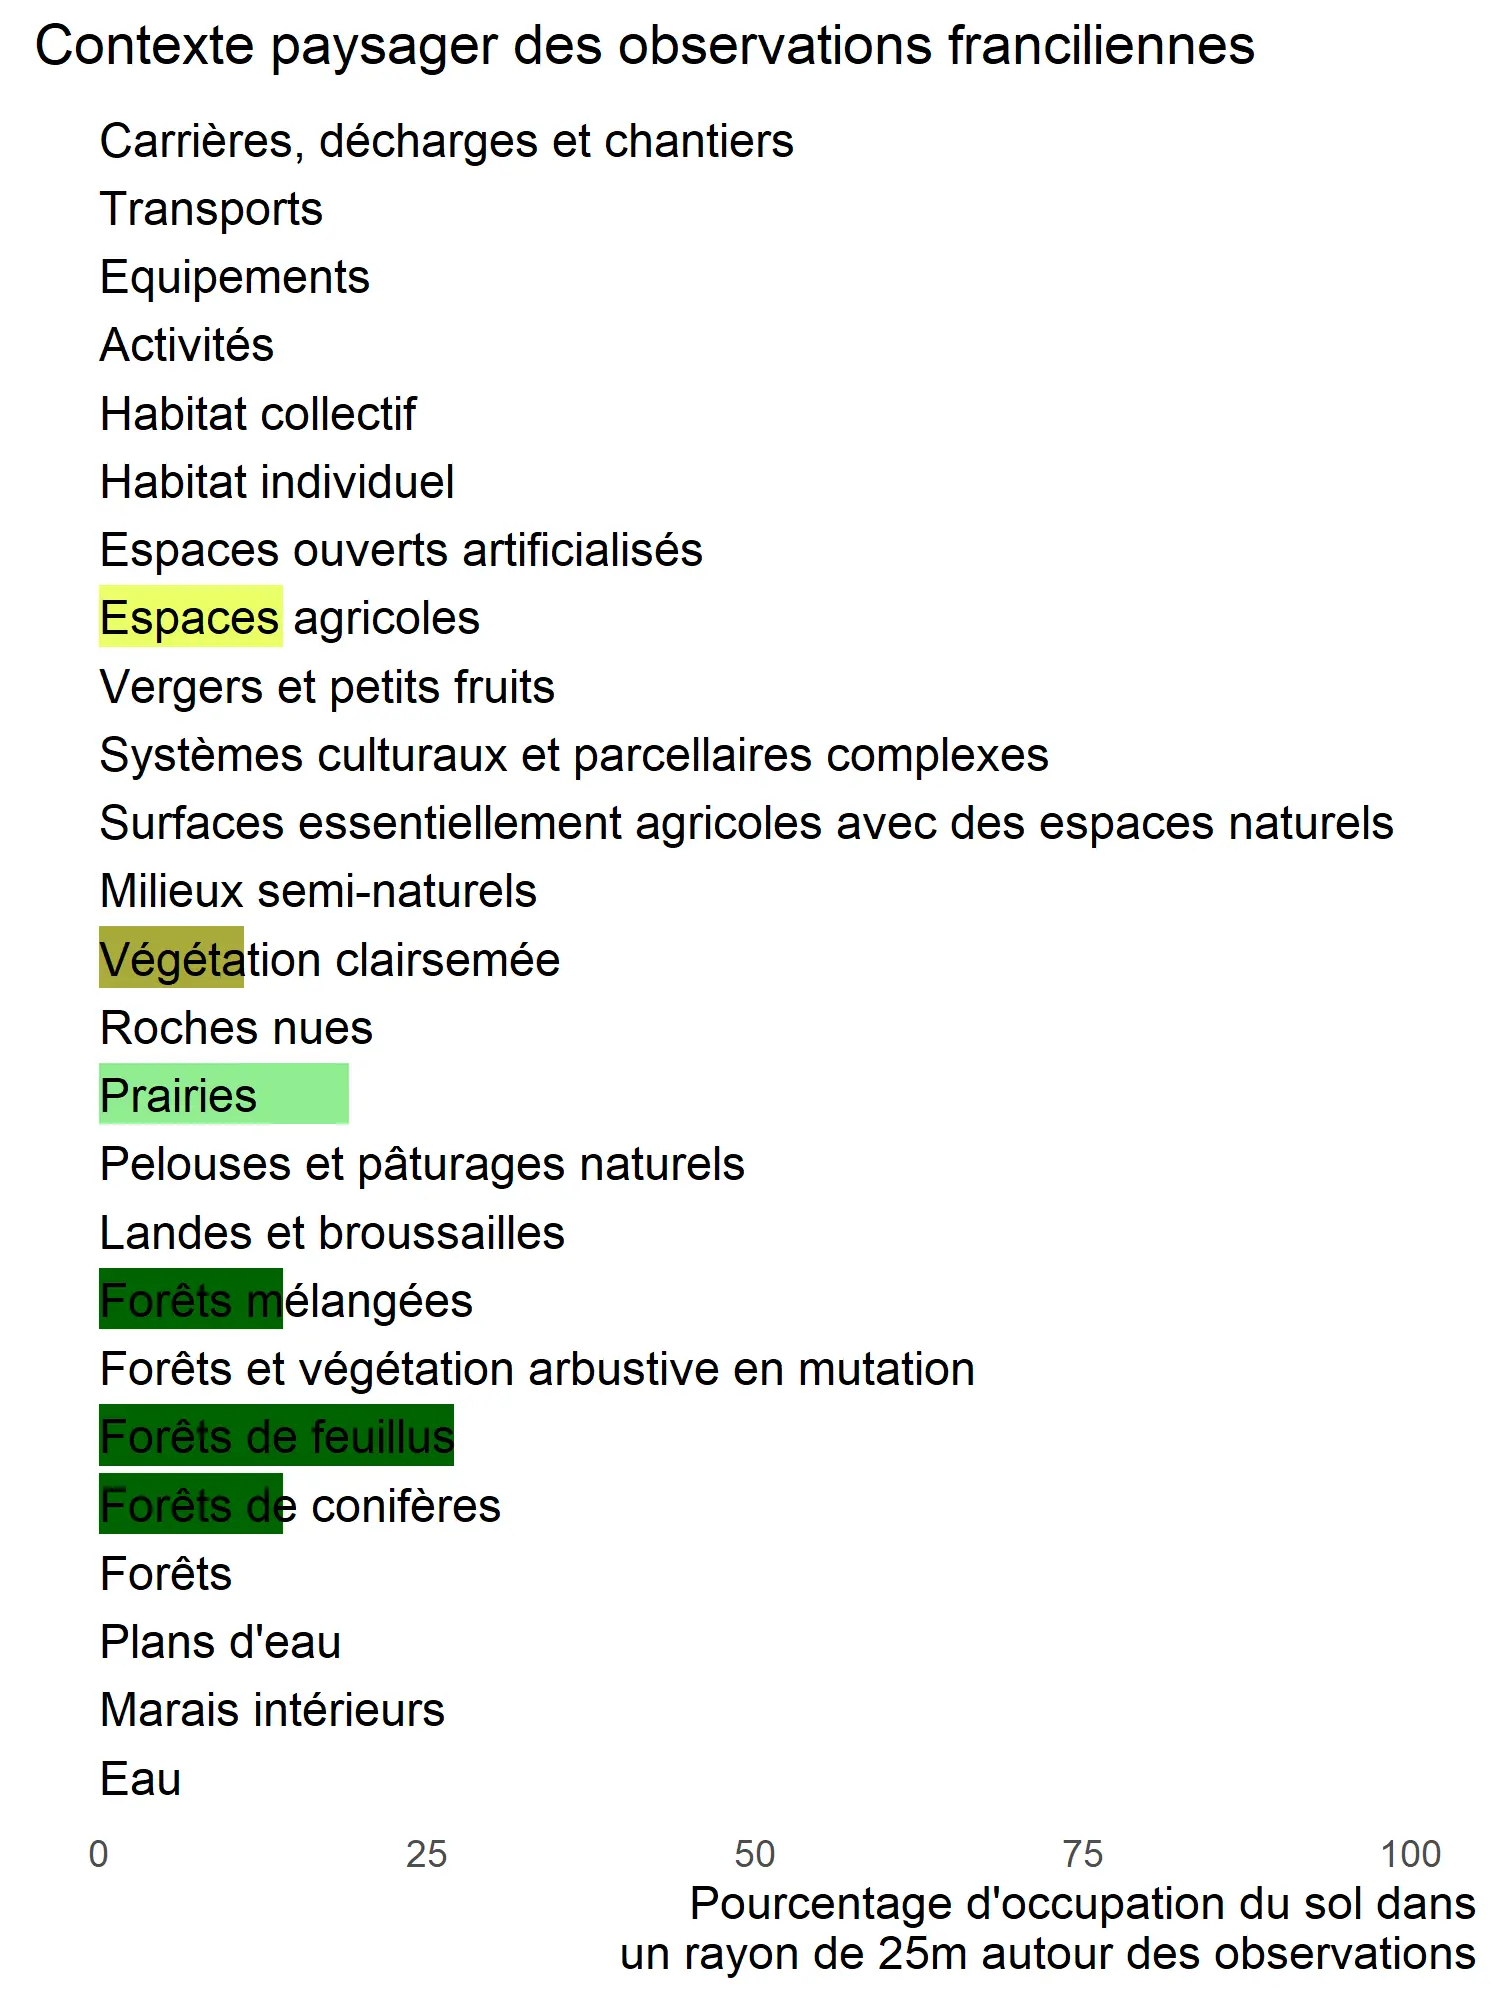 Contexte paysager des observations franciliennes
Carrières, décharges et chantiers
Transports
Equipements
Activités
Habitat collectif
Habitat individuel
Espaces ouverts artificialisés
Espaces agricoles
Vergers et petits fruits
Systèmes culturaux et parcellaires complexes
Surfaces essentiellement agricoles avec des espaces naturels
Milieux semi-naturels
Végétation clairsemée
Roches nues
Prairies
Pelouses et pâturages naturels
Landes et broussailles
Forêts mélangées
Forêts et végétation arbustive en mutation
Forêts de feuillus
Forêts de conifères
Forêts
Plans d'eau
Marais intérieurs
Eau
0 25 50 75 100
Pourcentage d'occupation du sol dans
un rayon de 25m autour des observations